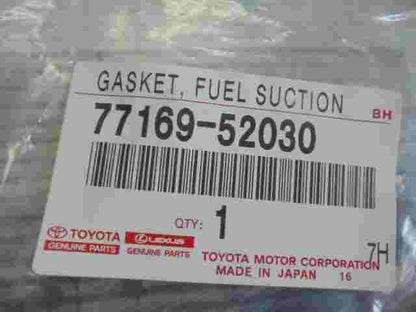 GASKET, FUEL SUCTION
BH
77169-52030
QTY: 1
TOYOTA LEXUS
GENUINE PARTS GENUINE PARTS
TOYOTA MOTOR CORPORATION 7H
MADE IN JAPAN 16